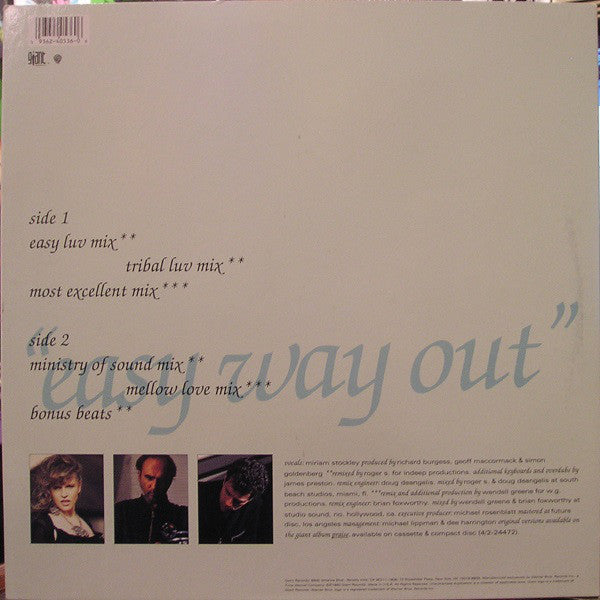 9362-40536-0
giant
side 1
easy luv mix**
tribal luv mix**
most excellent mix***
side 2
ministry of sound mix**
mellow love mix***
bonus beats**
"easy way out"
vocals: miriam stockley produced by richard burgess, geoff maccormack & simon
goldenberg **remixed by roger s. for indeep productions. additional keyboards and overdubs by
james preston. remix engineer: doug deangelis. mixed by roger s. & doug deangelis at south
beach studios, miami, fl. ***remix and additional production by wendell greene for w.g.
productions. remix engineer: brian foxworthy. mixed by wendell greene & brian foxworthy at
studio sound, no. hollywood, ca. executive producer: michael rosenblatt mastered at future
disc, los angeles management: michael lippman & dee harrington original versions available on
the giant album praise, available on cassette & compact disc (4/2-24472)